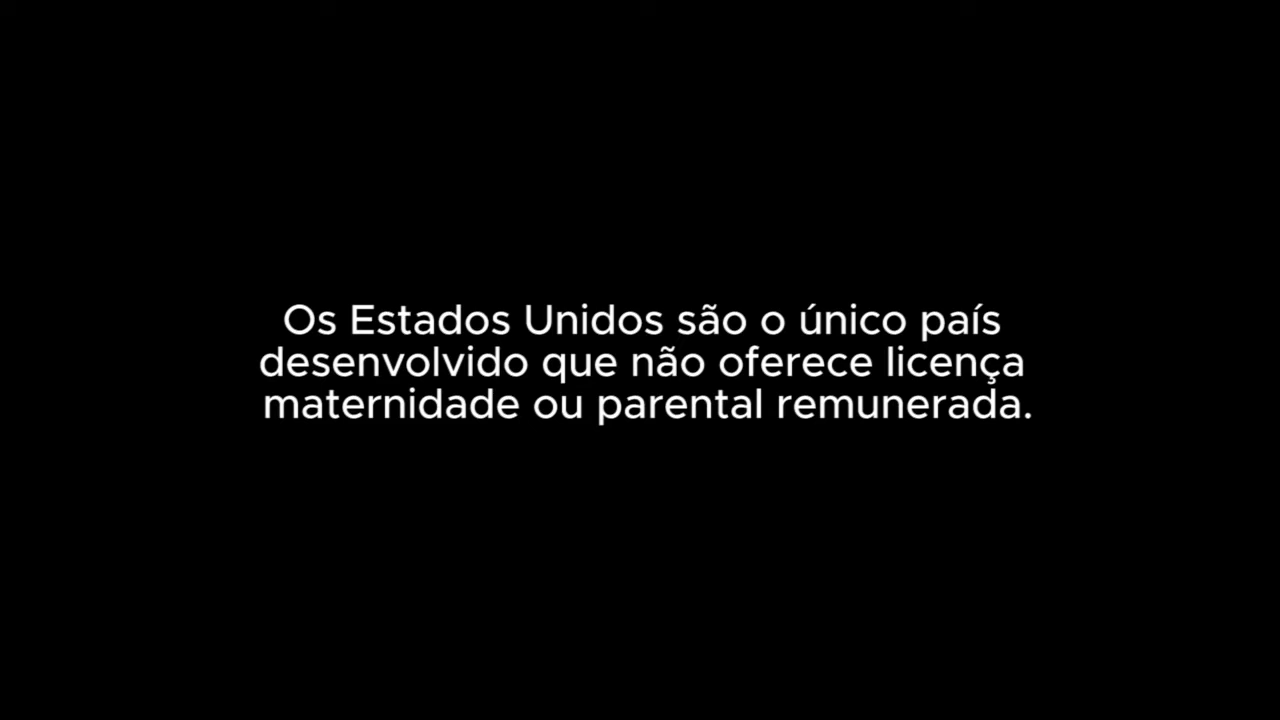 Os Estados Unidos são o único país
desenvolvido que não oferece licença
maternidade ou parental remunerada.